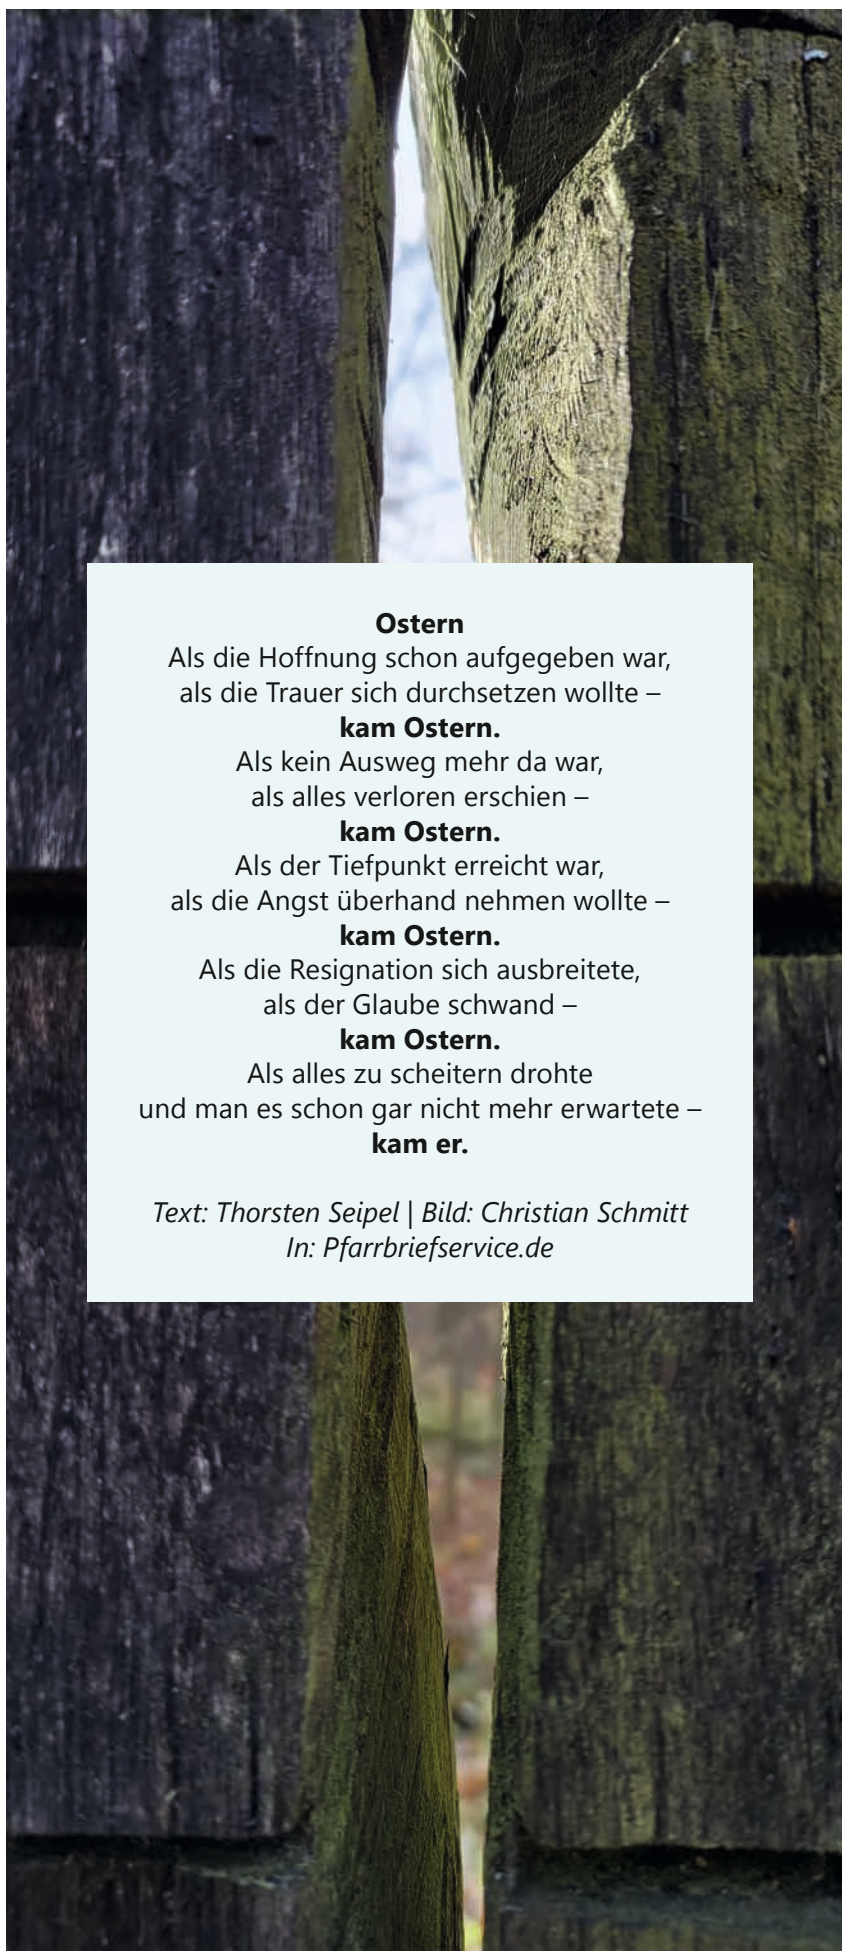 Ostern
Als die Hoffnung schon aufgegeben war,
als die Trauer sich durchsetzen wollte –
kam Ostern.
Als kein Ausweg mehr da war,
als alles verloren erschien –
kam Ostern.
Als der Tiefpunkt erreicht war,
als die Angst überhand nehmen wollte –
kam Ostern.
Als die Resignation sich ausbreitete,
als der Glaube schwand –
kam Ostern.
Als alles zu scheitern drohte
und man es schon gar nicht mehr erwartete –
kam er.
Text: Thorsten Seipel | Bild: Christian Schmitt
In: Pfarrbriefservice.de